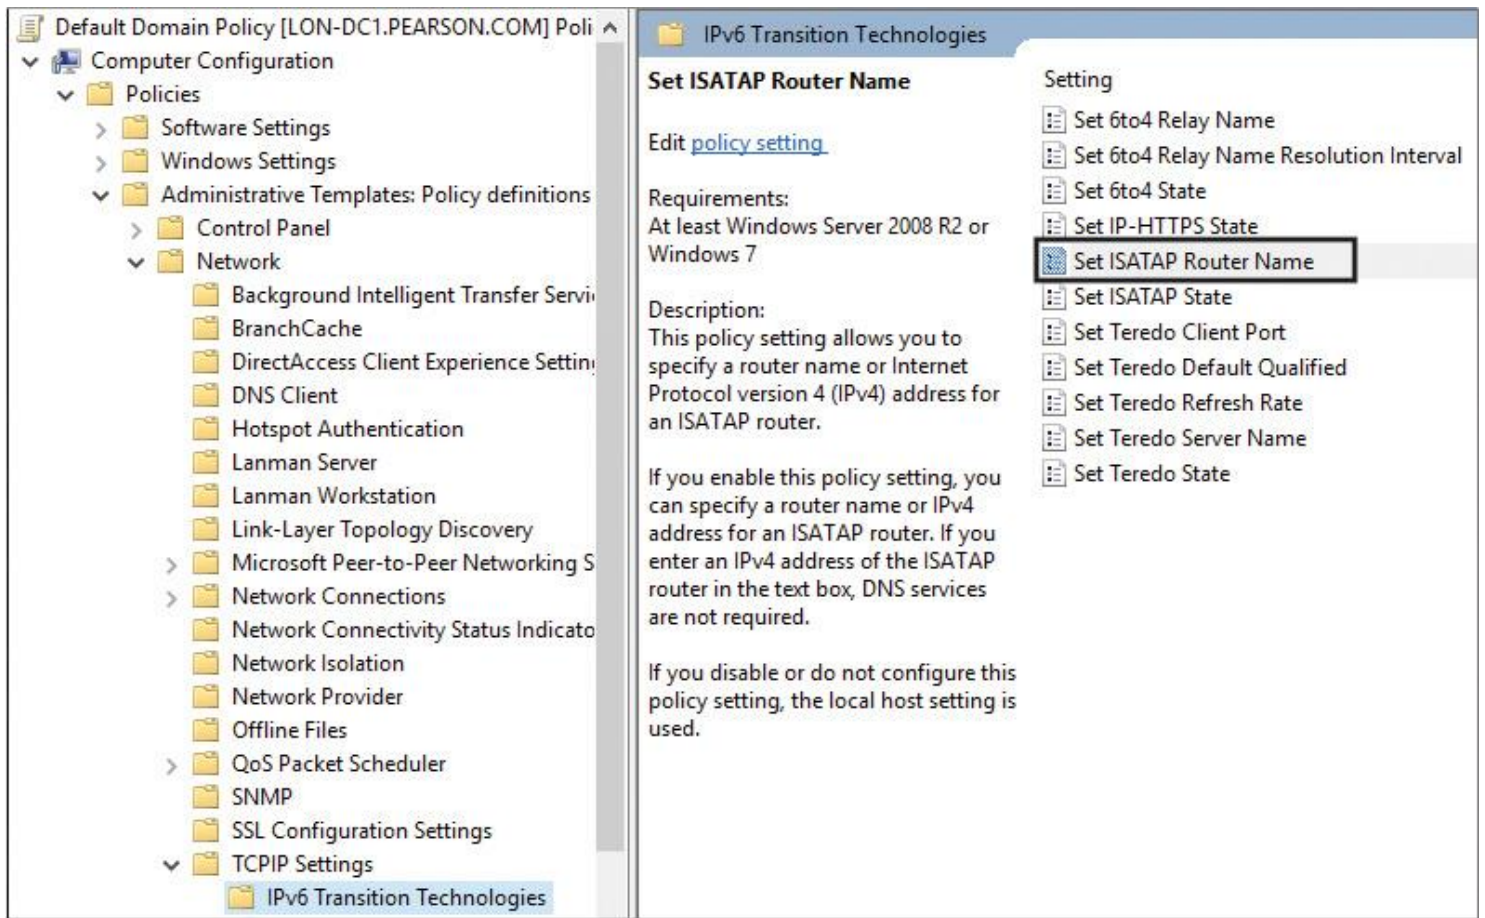 Default Domain Policy [LON-DC1.PEARSON.COM] Poli
Computer Configuration
Policies
Software Settings
Windows Settings
Administrative Templates: Policy definitions
Control Panel
Network
Background Intelligent Transfer Servi
BranchCache
DirectAccess Client Experience Settin
DNS Client
Hotspot Authentication
Lanman Server
Lanman Workstation
Link-Layer Topology Discovery
Microsoft Peer-to-Peer Networking S
Network Connections
Network Connectivity Status Indicato
Network Isolation
Network Provider
Offline Files
QoS Packet Scheduler
SNMP
SSL Configuration Settings
TCPIP Settings
IPv6 Transition Technologies
IPv6 Transition Technologies
Set ISATAP Router Name
Edit policy setting
Requirements:
At least Windows Server 2008 R2 or
Windows 7
Description:
This policy setting allows you to
specify a router name or Internet
Protocol version 4 (IPv4) address for
an ISATAP router.
If you enable this policy setting, you
can specify a router name or IPv4
address for an ISATAP router. If you
enter an IPv4 address of the ISATAP
router in the text box, DNS services
are not required.
If you disable or do not configure this
policy setting, the local host setting is
used.
Setting
Set 6to4 Relay Name
Set 6to4 Relay Name Resolution Interval
Set 6to4 State
Set IP-HTTPS State
Set ISATAP Router Name
Set ISATAP State
Set Teredo Client Port
Set Teredo Default Qualified
Set Teredo Refresh Rate
Set Teredo Server Name
Set Teredo State